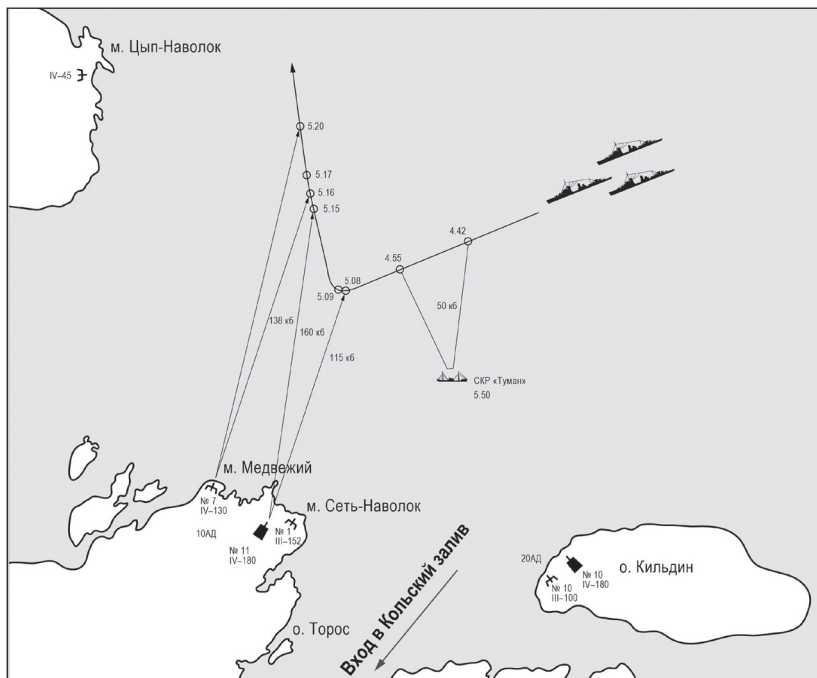 м. Цып-Наволок
IV–45
5.20
5.17
5.16
5.15
4.42
4.55
5.08
5.09
50 кб
138 кб
160 кб
115 кб
СКР «Туман»
5.50
м. Медвежий
№ 7
IV–130
м. Сеть-Наволок
10АД
№ 1
III–152
№ 11
IV–180
20АД
о. Кильдин
№ 10
IV–180
№ 10
III–100
Вход в Кольский залив
о. Торос